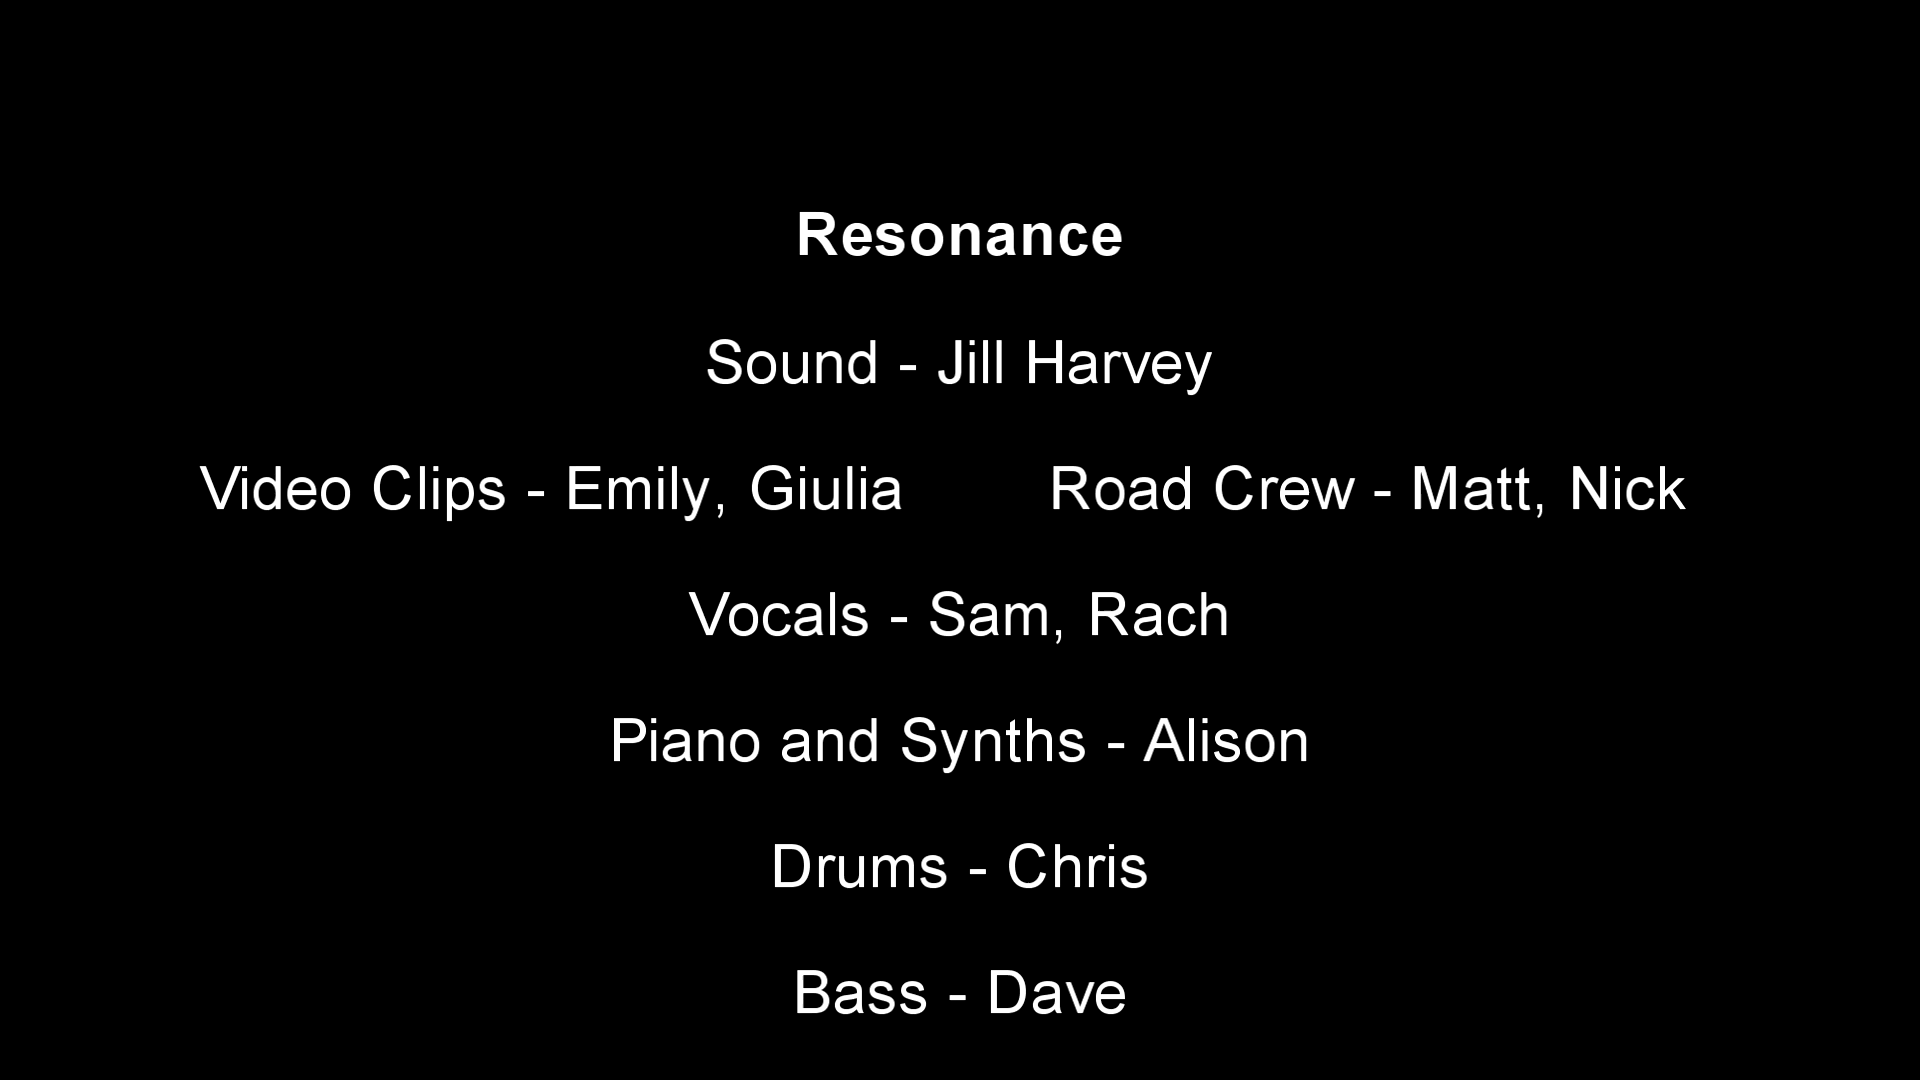 Resonance
Sound - Jill Harvey
Video Clips - Emily, Giulia Road Crew - Matt, Nick
Vocals - Sam, Rach
Piano and Synths - Alison
Drums - Chris
Bass - Dave